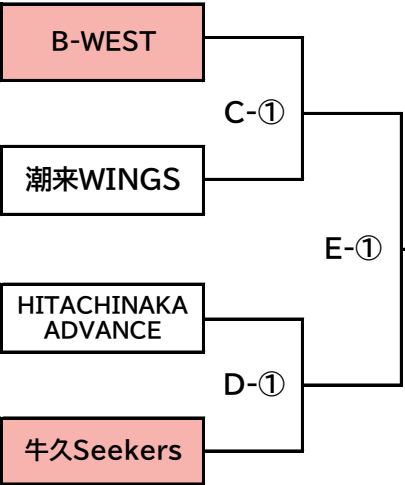 B-WEST
C-①
潮来WINGS
E-①
HITACHINAKA
ADVANCE
D-①
牛久Seekers